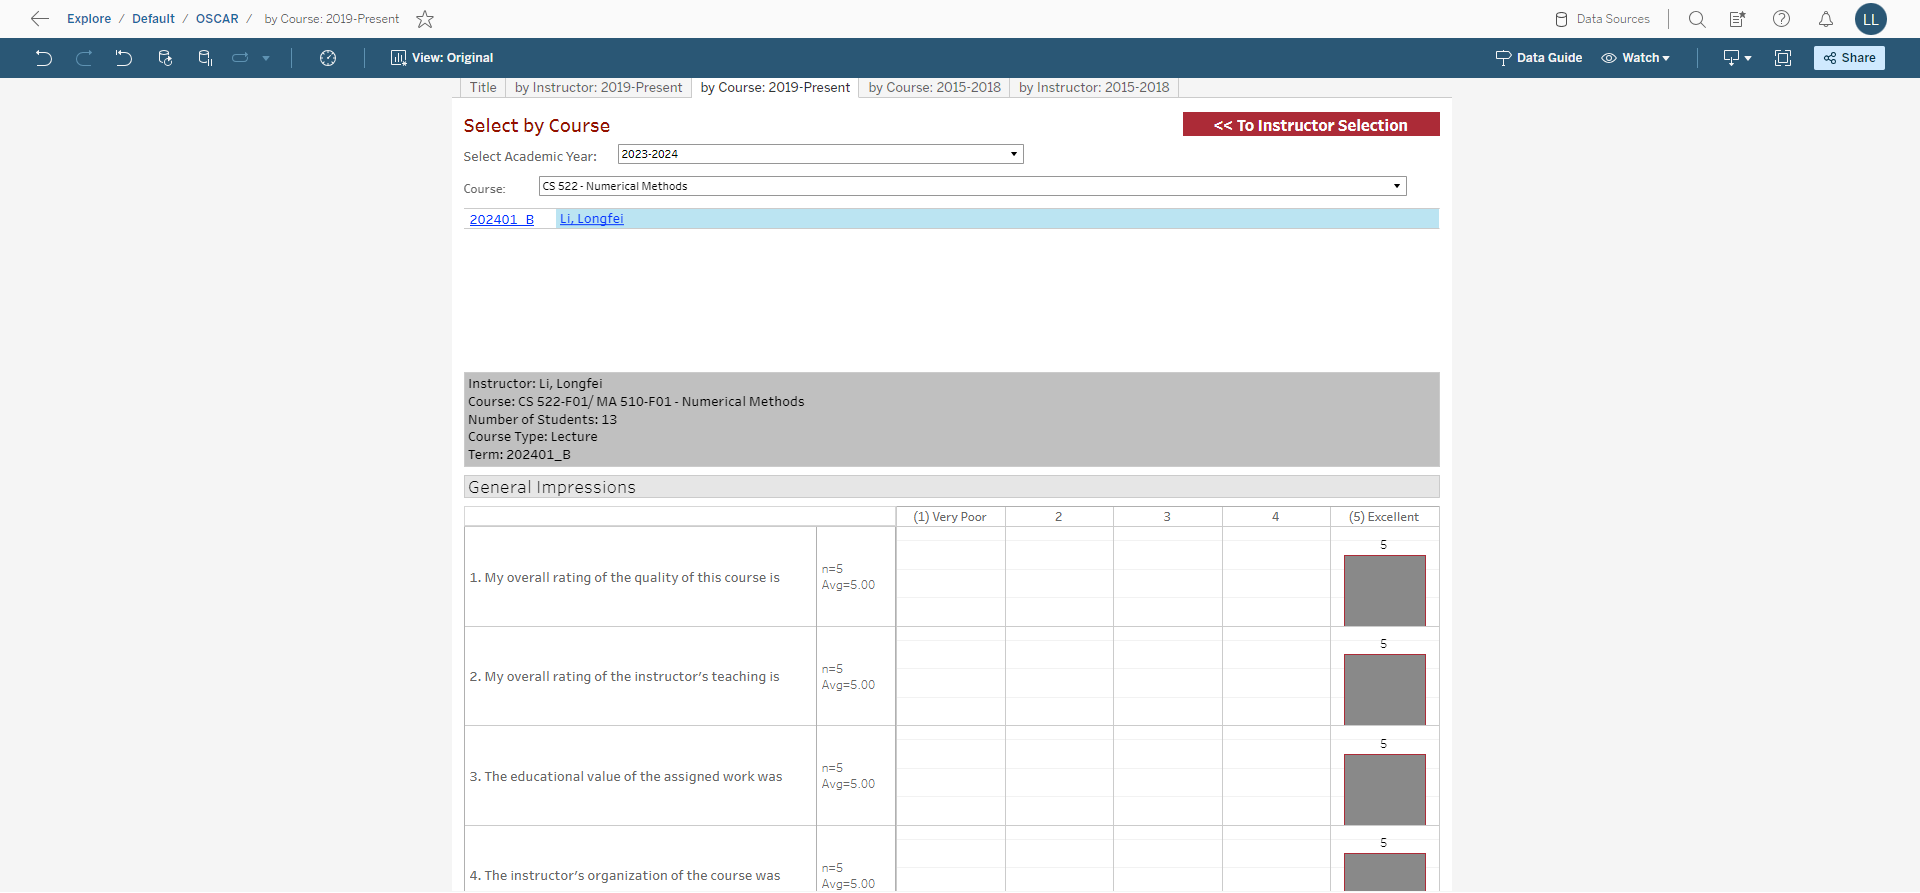 Explore / Default / OSCAR / by Course: 2019-Present
Data Sources
LL
View: Original
Data Guide
Watch
Share
Title
by Instructor: 2019-Present
by Course: 2019-Present
by Course: 2015-2018
by Instructor: 2015-2018
Select by Course
<< To Instructor Selection
Select Academic Year:
2023-2024
Course:
CS 522 - Numerical Methods
202401_B
Li, Longfei
Instructor: Li, Longfei
Course: CS 522-F01/ MA 510-F01 - Numerical Methods
Number of Students: 13
Course Type: Lecture
Term: 202401_B
General Impressions
(1) Very Poor
2
3
4
(5) Excellent
1. My overall rating of the quality of this course is
n=5
Avg=5.00
5
2. My overall rating of the instructor's teaching is
n=5
Avg=5.00
5
3. The educational value of the assigned work was
n=5
Avg=5.00
5
4. The instructor's organization of the course was
n=5
Avg=5.00
5